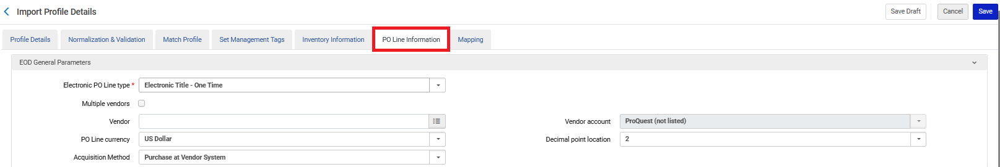 Import Profile Details
Save Draft
Cancel
Save
Profile Details
Normalization & Validation
Match Profile
Set Management Tags
Inventory Information
PO Line Information
Mapping
EOD General Parameters
Electronic PO Line type * Electronic Title - One Time
Multiple vendors
Vendor
Vendor account ProQuest (not listed)
PO Line currency US Dollar
Decimal point location 2
Acquisition Method Purchase at Vendor System